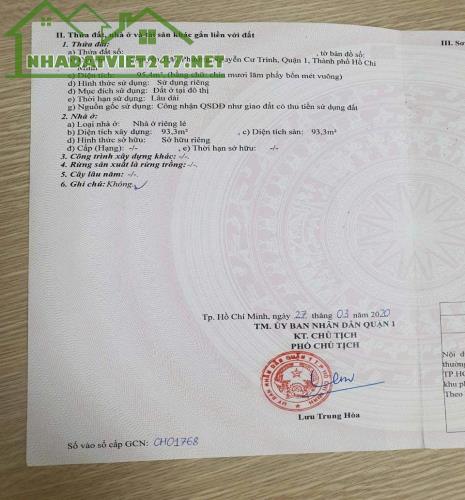 NHADATVIET247.NET
II. Thửa đất, nhà ở và tài sản khác gắn liền với đất
1. Thửa đất:
a) Thửa đất số: , tờ bản đồ số:
Nguyễn Cư Trinh, Quận 1, Thành phố Hồ Chí
Minh
c) Diện tích: 95,4m² (bằng chữ: chín mươi lăm phẩy bốn mét vuông)
d) Hình thức sử dụng: Sử dụng riêng
đ) Mục đích sử dụng: Đất ở tại đô thị
e) Thời hạn sử dụng: Lâu dài
g) Nguồn gốc sử dụng: Công nhận QSDĐ như giao đất có thu tiền sử dụng đất
2. Nhà ở:
a) Loại nhà ở: Nhà ở riêng lẻ
b) Diện tích xây dựng: 93,3m² , c) Diện tích sàn: 93,3m²
d) Hình thức sở hữu: Sở hữu riêng
đ) Cấp (Hạng): -/- , e) Thời hạn sở hữu: -/-
3. Công trình xây dựng khác: -/-
4. Rừng sản xuất là rừng trồng: -/-
5. Cây lâu năm: -/-
6. Ghi chú: Không
III. Sơ
Tp. Hồ Chí Minh, ngày 27 tháng 03 năm 2020
TM. ỦY BAN NHÂN DÂN QUẬN 1
KT. CHỦ TỊCH
PHÓ CHỦ TỊCH
ỦY BAN NHÂN DÂN QUẬN 1
Lưu Trung Hòa
Số vào sổ cấp GCN: CH01768
Nội d
thường
TP.HC
khu ph
Theo